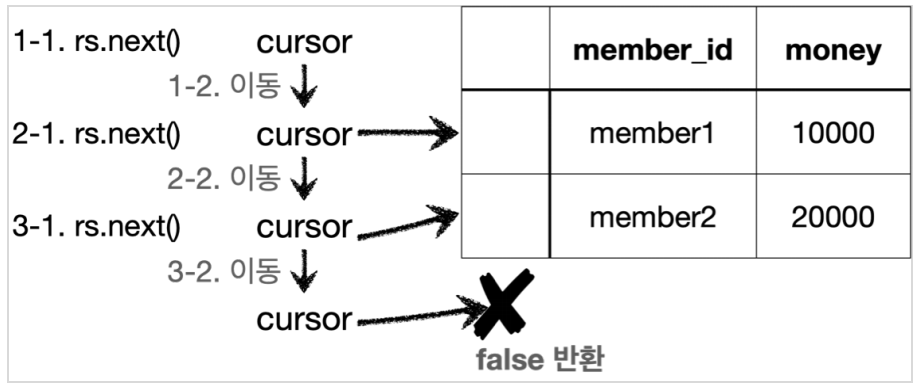 1-1. rs.next() cursor member_id money
1-2. 이동
2-1. rs.next() cursor member1 10000
2-2. 이동
3-1. rs.next() cursor member2 20000
3-2. 이동
cursor
false 반환